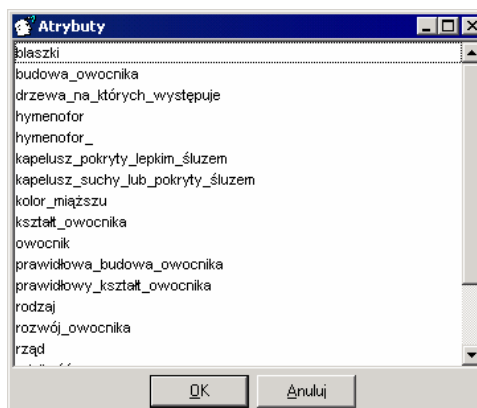 Atrybuty
blaszki
budowa_owocnika
drzewa_na_których_występuje
hymenofor
hymenofor_
kapelusz_pokryty_lepkim_śluzem
kapelusz_suchy_lub_pokryty_śluzem
kolor_miąższu
kształt_owocnika
owocnik
prawidłowa_budowa_owocnika
prawidłowy_kształt_owocnika
rodzaj
rozwój_owocnika
rząd
OK Anuluj